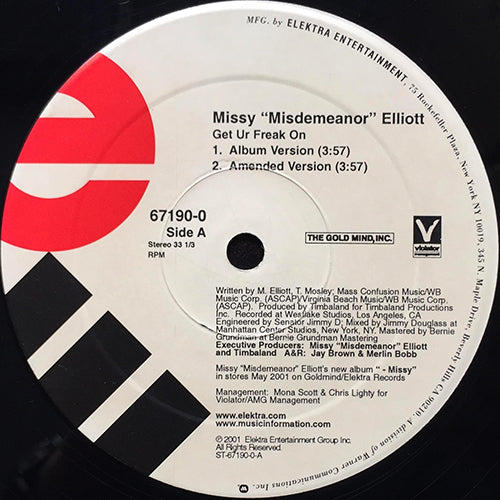 MFG. by ELEKTRA ENTERTAINMENT, 75 Rockefeller Plaza, New York NY 10019, 345 N. Maple Drive, Beverly Hills CA 90210. A division of Warner Communications Inc.
e
Missy "Misdemeanor" Elliott
Get Ur Freak On
1. Album Version (3:57)
2. Amended Version (3:57)
67190-0
Side A
Stereo 33 1/3
RPM
THE GOLD MIND, INC.
V
violator
Written by M. Elliott, T. Mosley; Mass Confusion Music/WB
Music Corp. (ASCAP)/Virginia Beach Music/WB Music Corp.
(ASCAP). Produced by Timbaland for Timbaland Productions
Inc. Recorded at Westlake Studios, Los Angeles, CA
Engineered by Senator Jimmy D; Mixed by Jimmy Douglass at
Manhattan Center Studios, New York, NY. Mastered by Bernie
Grundman at Bernie Grundman Mastering
Executive Producers: Missy "Misdemeanor" Elliott
and Timbaland A&R: Jay Brown & Merlin Bobb
Missy "Misdemeanor" Elliott's new album " - Missy"
in stores May 2001 on Goldmind/Elektra Records
Management: Mona Scott & Chris Lighty for
Violator/AMG Management
www.elektra.com
www.musicinformation.com
℗ © 2001 Elektra Entertainment Group Inc.
ST-67190-0-A